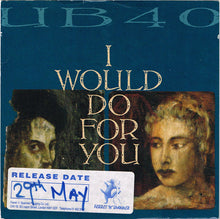 UB40
I
WOULD
DO FOR
YOU
RELEASE DATE
29TH MAY